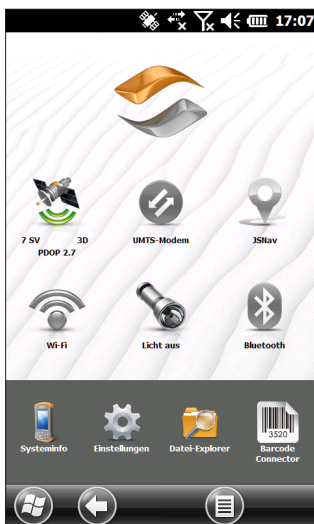 17:07
7 SV 3D
PDOP 2.7
UMTS-Modem
JSNav
Wi-Fi
Licht aus
Bluetooth
3520
Systeminfo
Einstellungen
Datei-Explorer
Barcode
Connector